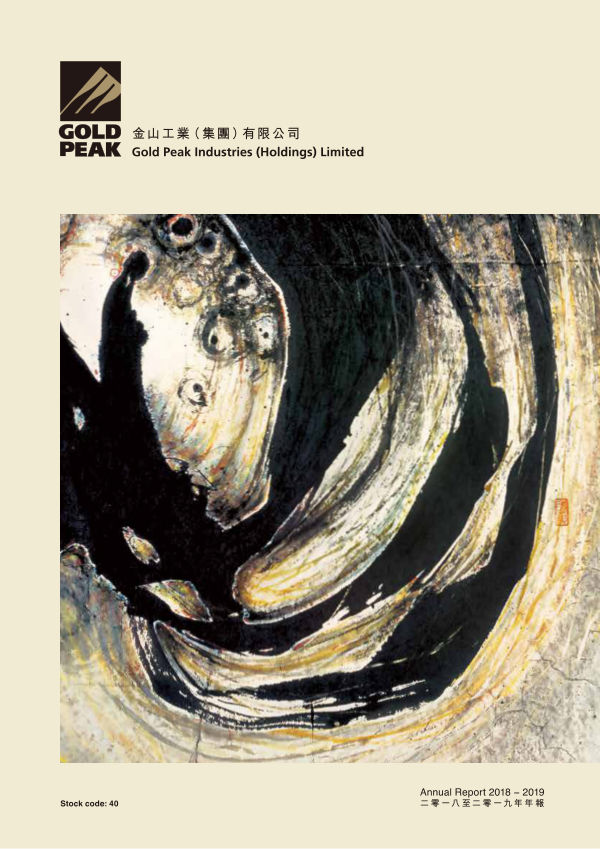 GOLD
PEAK
金山工業(集團)有限公司
Gold Peak Industries (Holdings) Limited
Annual Report 2018 – 2019
二零一八至二零一九年年報
Stock code: 40